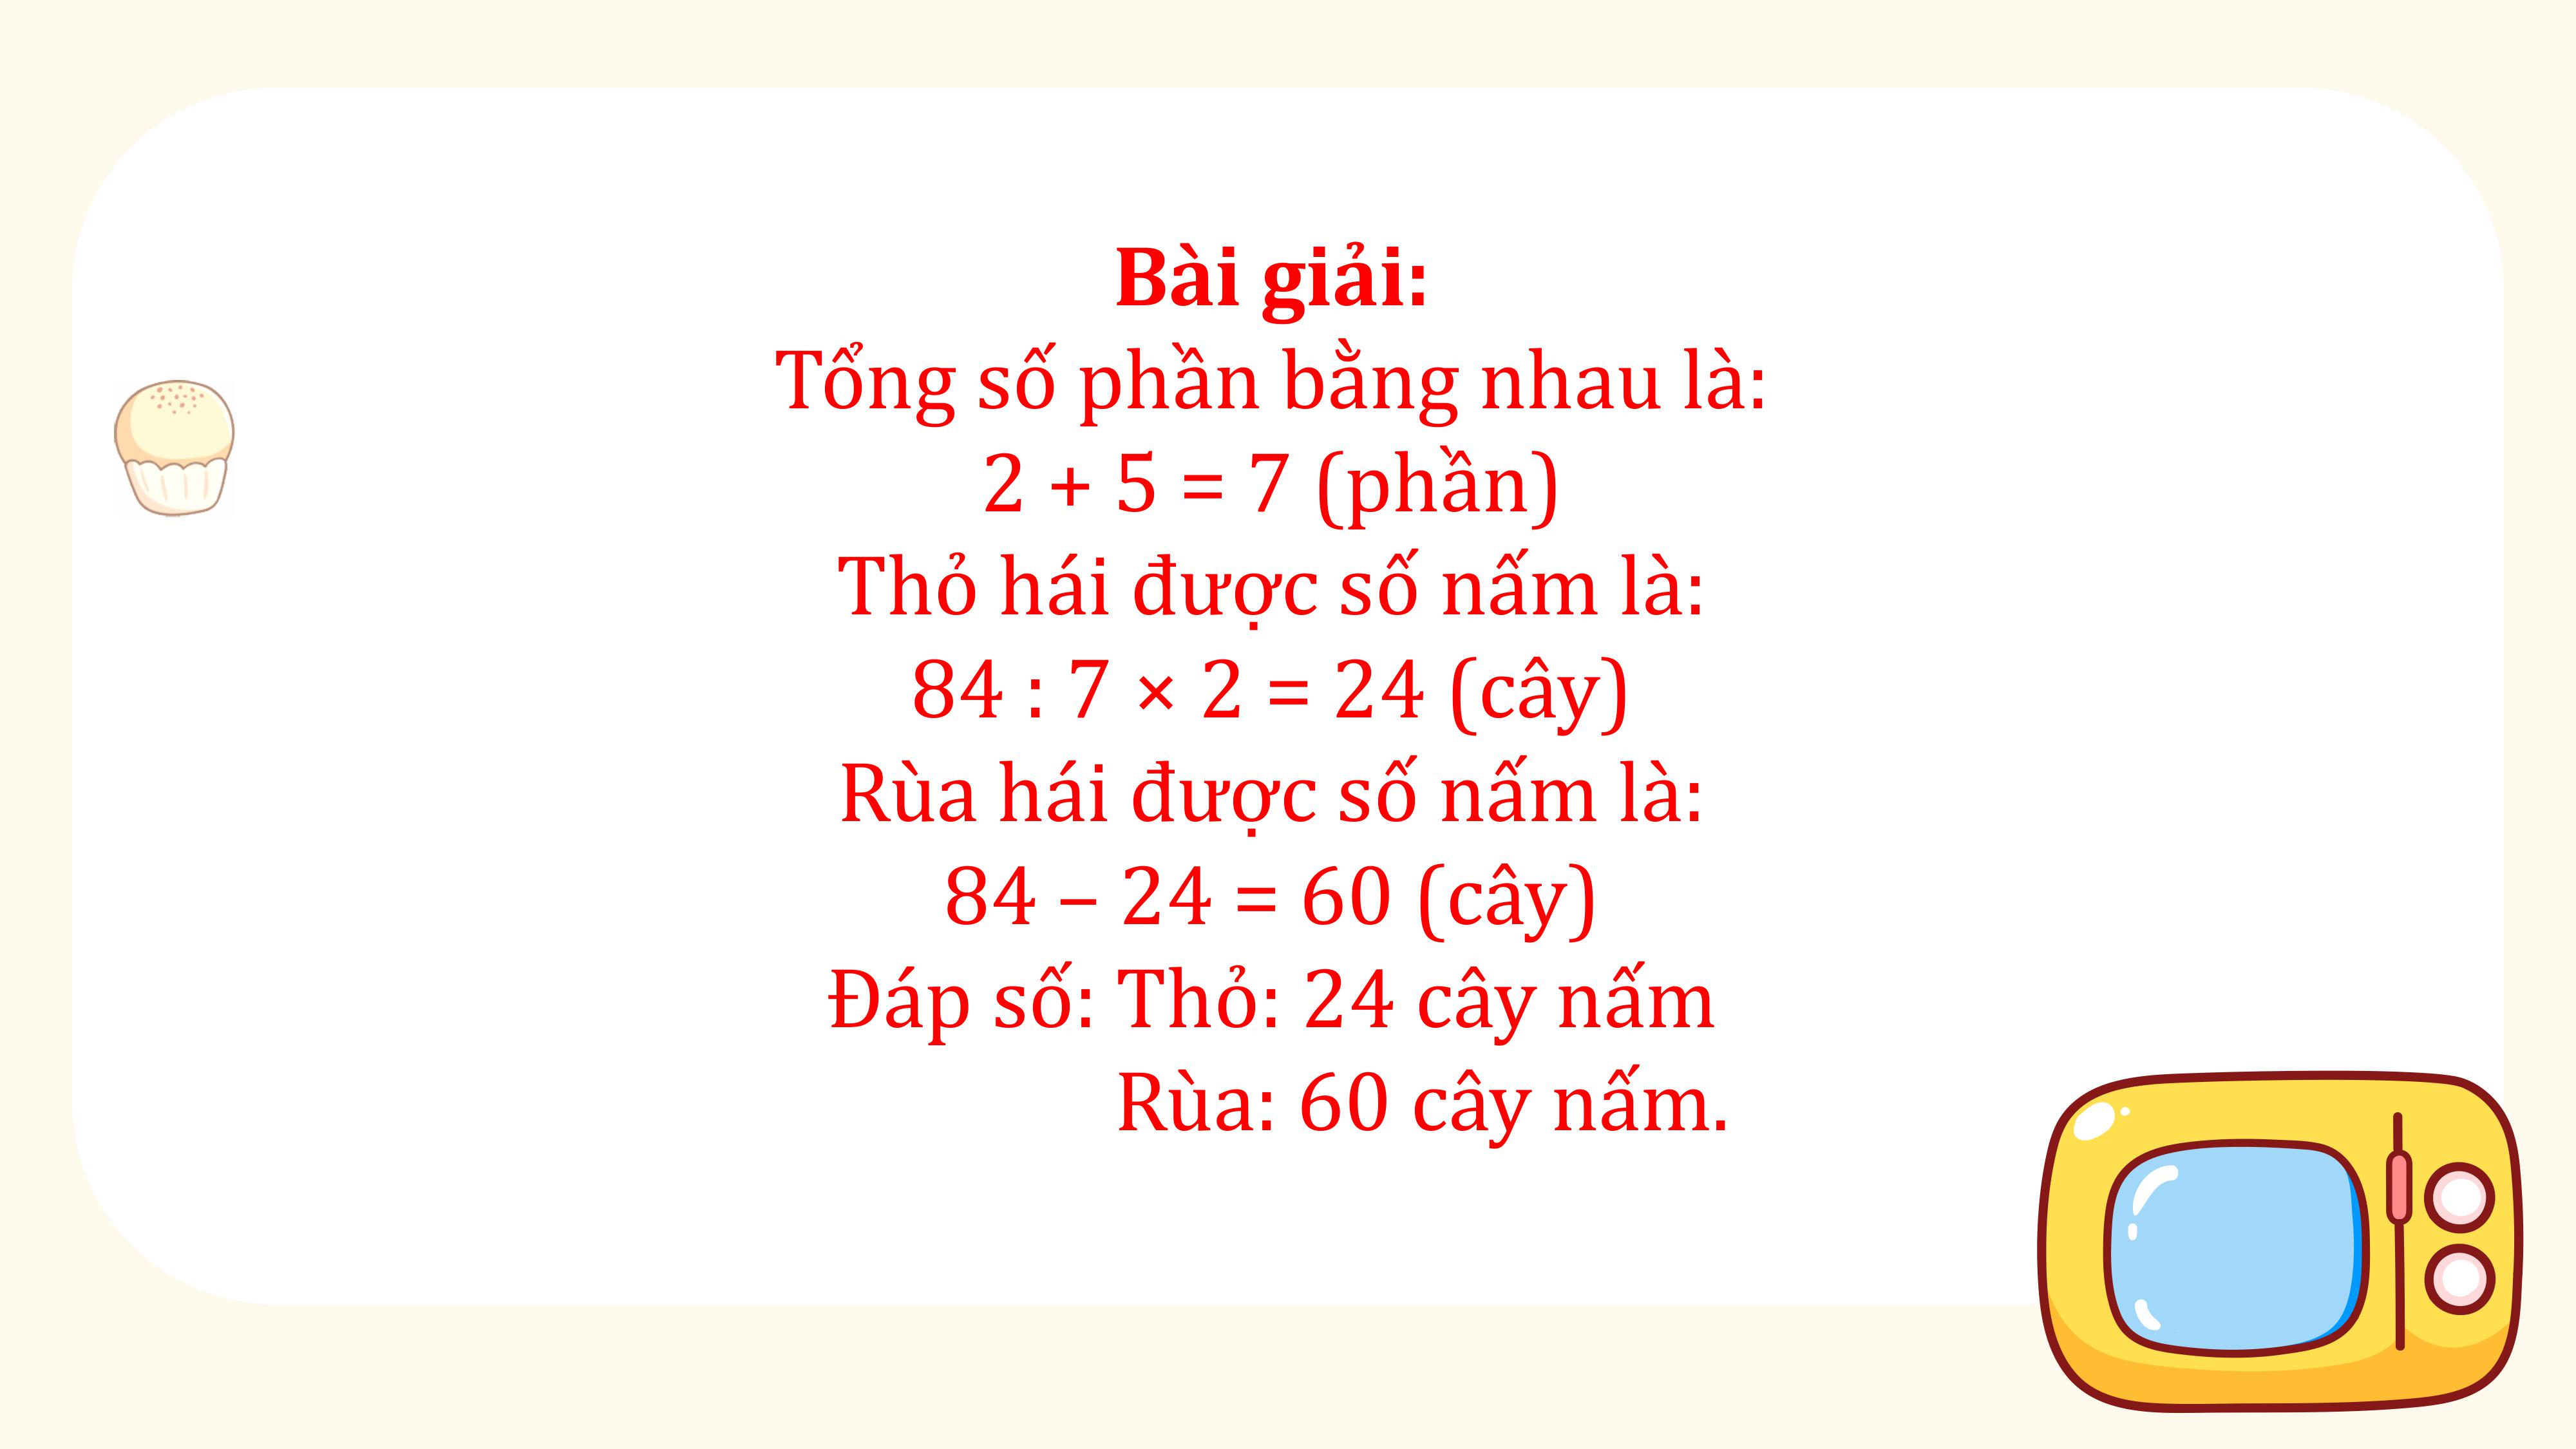 Bài giải:
Tổng số phần bằng nhau là:
2 + 5 = 7 (phần)
Thỏ hái được số nấm là:
84 : 7 × 2 = 24 (cây)
Rùa hái được số nấm là:
84 – 24 = 60 (cây)
Đáp số: Thỏ: 24 cây nấm
Rùa: 60 cây nấm.